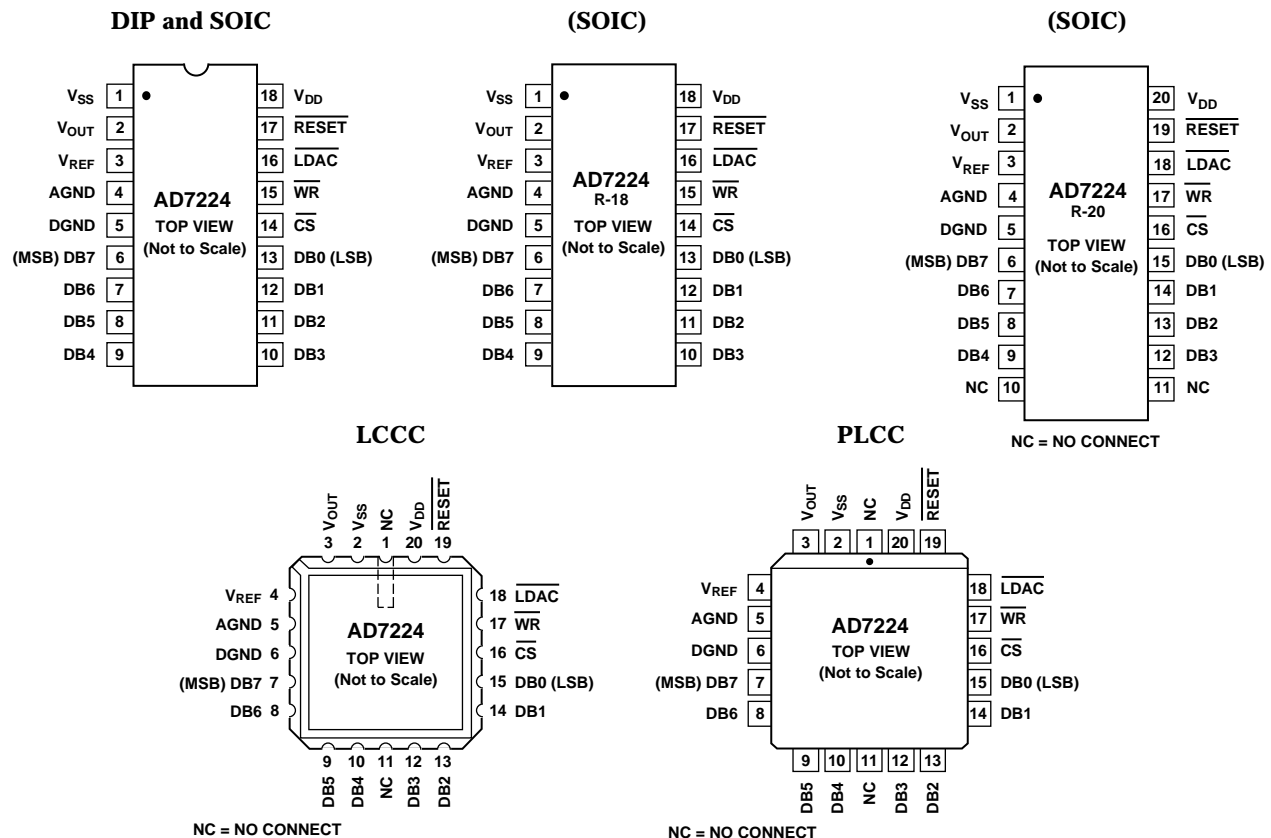 DIP and SOIC
VSS 1 18 VDD
VOUT 2 17 RESET
VREF 3 16 LDAC
AGND 4 15 WR
DGND 5 14 CS
(MSB) DB7 6 13 DB0 (LSB)
DB6 7 12 DB1
DB5 8 11 DB2
DB4 9 10 DB3
AD7224
TOP VIEW
(Not to Scale)
(SOIC)
VSS 1 18 VDD
VOUT 2 17 RESET
VREF 3 16 LDAC
AGND 4 15 WR
DGND 5 14 CS
(MSB) DB7 6 13 DB0 (LSB)
DB6 7 12 DB1
DB5 8 11 DB2
DB4 9 10 DB3
AD7224
R-18
TOP VIEW
(Not to Scale)
(SOIC)
VSS 1 20 VDD
VOUT 2 19 RESET
VREF 3 18 LDAC
AGND 4 17 WR
DGND 5 16 CS
(MSB) DB7 6 15 DB0 (LSB)
DB6 7 14 DB1
DB5 8 13 DB2
DB4 9 12 DB3
NC 10 11 NC
AD7224
R-20
TOP VIEW
(Not to Scale)
NC = NO CONNECT
LCCC
VOUT VSS NC VDD RESET
3 2 1 20 19
VREF 4 18 LDAC
AGND 5 17 WR
DGND 6 16 CS
(MSB) DB7 7 15 DB0 (LSB)
DB6 8 14 DB1
AD7224
TOP VIEW
(Not to Scale)
9 10 11 12 13
DB5 DB4 NC DB3 DB2
NC = NO CONNECT
PLCC
VOUT VSS NC VDD RESET
3 2 1 20 19
VREF 4 18 LDAC
AGND 5 17 WR
DGND 6 16 CS
(MSB) DB7 7 15 DB0 (LSB)
DB6 8 14 DB1
AD7224
TOP VIEW
(Not to Scale)
9 10 11 12 13
DB5 DB4 NC DB3 DB2
NC = NO CONNECT